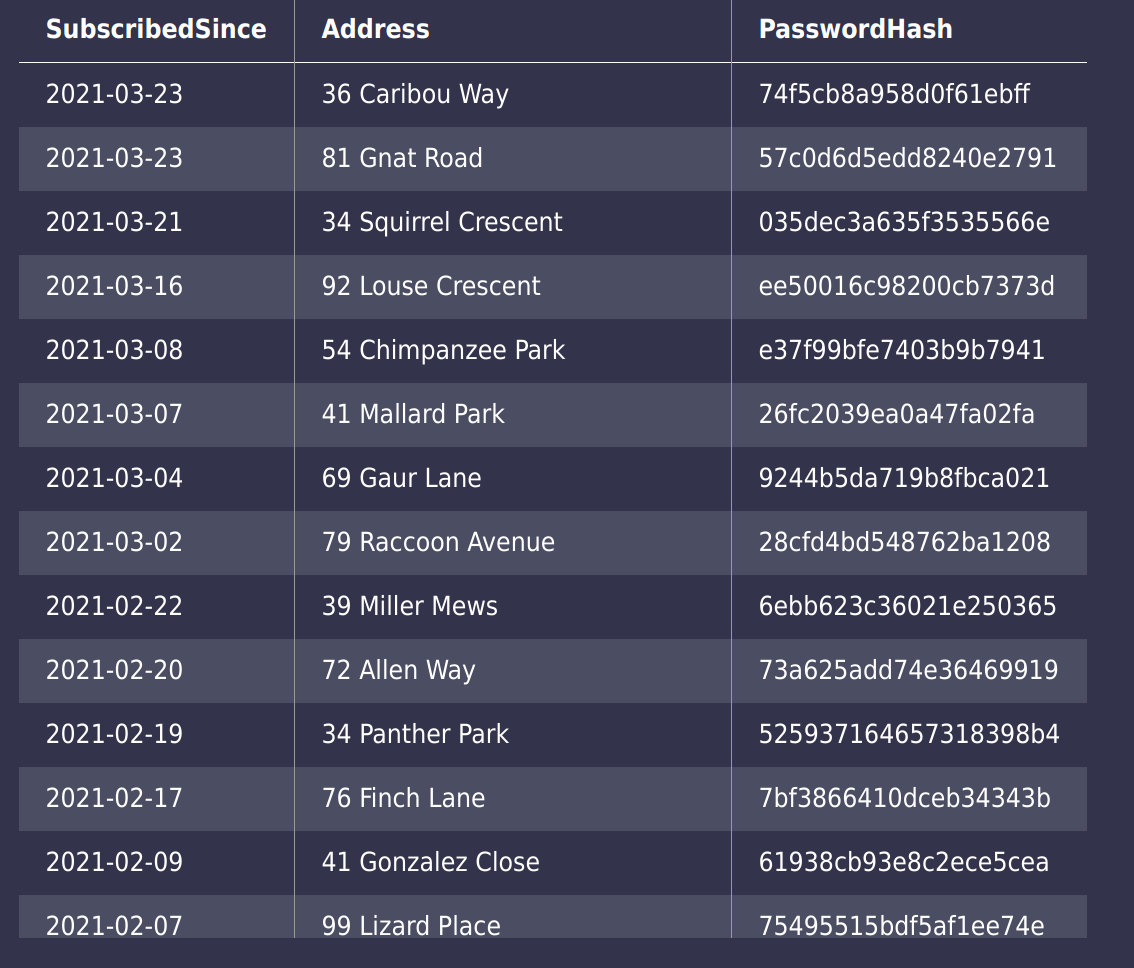 SubscribedSince Address PasswordHash
2021-03-23 36 Caribou Way 74f5cb8a958d0f61ebff
2021-03-23 81 Gnat Road 57c0d6d5edd8240e2791
2021-03-21 34 Squirrel Crescent 035dec3a635f3535566e
2021-03-16 92 Louse Crescent ee50016c98200cb7373d
2021-03-08 54 Chimpanzee Park e37f99bfe7403b9b7941
2021-03-07 41 Mallard Park 26fc2039ea0a47fa02fa
2021-03-04 69 Gaur Lane 9244b5da719b8fbca021
2021-03-02 79 Raccoon Avenue 28cfd4bd548762ba1208
2021-02-22 39 Miller Mews 6ebb623c36021e250365
2021-02-20 72 Allen Way 73a625add74e36469919
2021-02-19 34 Panther Park 525937164657318398b4
2021-02-17 76 Finch Lane 7bf3866410dceb34343b
2021-02-09 41 Gonzalez Close 61938cb93e8c2ece5cea
2021-02-07 99 Lizard Place 75495515bdf5af1ee74e